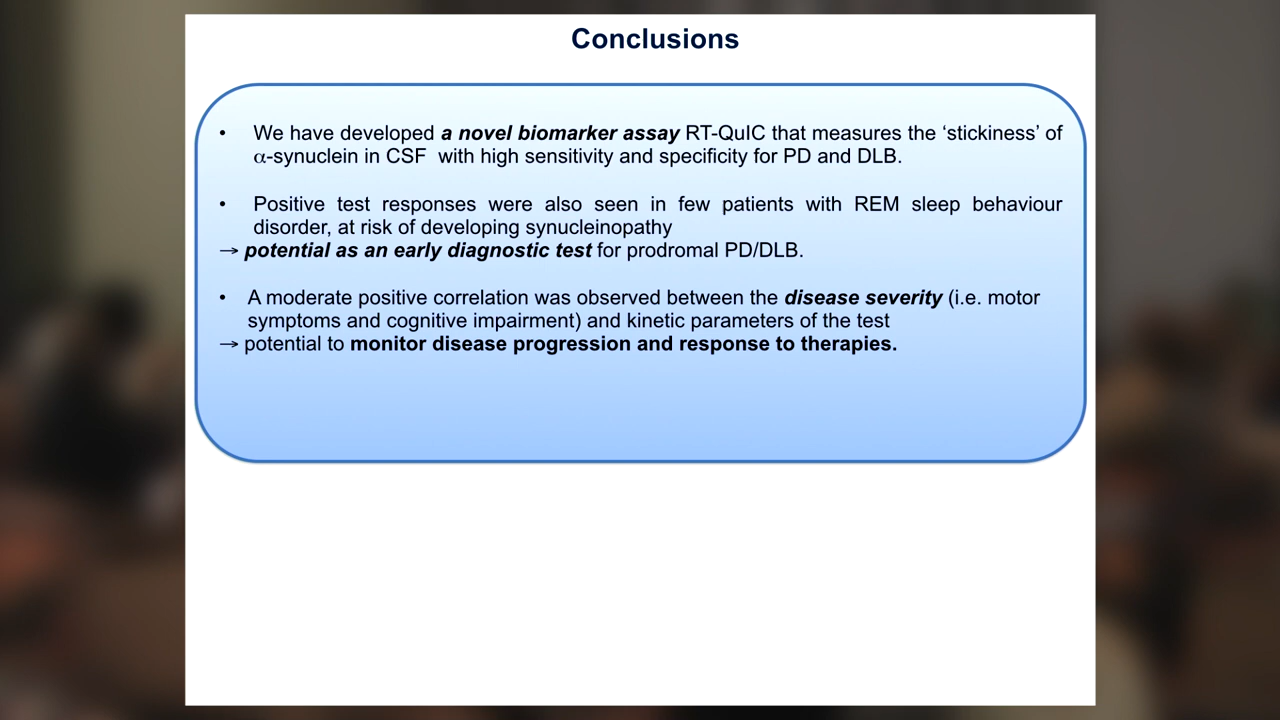 Conclusions
• We have developed a novel biomarker assay RT-QuIC that measures the ‘stickiness’ of
α-synuclein in CSF  with high sensitivity and specificity for PD and DLB.
• Positive test responses were also seen in few patients with REM sleep behaviour
disorder, at risk of developing synucleinopathy
→ potential as an early diagnostic test for prodromal PD/DLB.
• A moderate positive correlation was observed between the disease severity (i.e. motor
symptoms and cognitive impairment) and kinetic parameters of the test
→ potential to monitor disease progression and response to therapies.